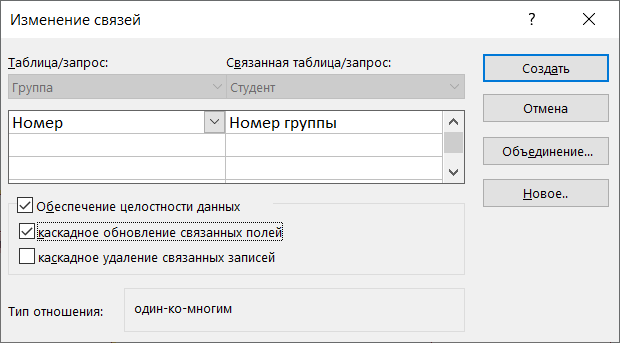 Изменение связей ?
Таблица/запрос: Связанная таблица/запрос:
Группа Студент
Номер Номер группы
Обеспечение целостности данных
каскадное обновление связанных полей
каскадное удаление связанных записей
Тип отношения: один-ко-многим
Создать
Отмена
Объединение...
Новое..